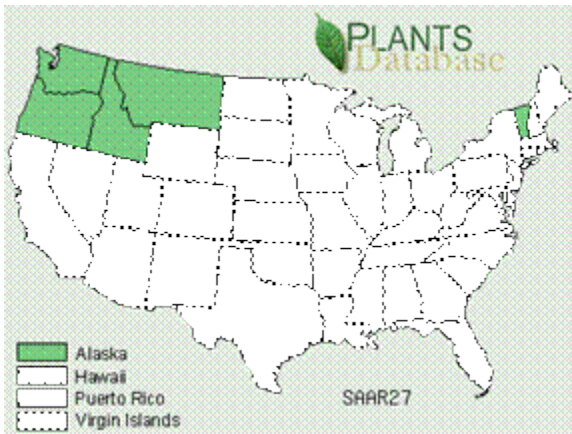 PLANTS
Database
Alaska
Hawaii
Puerto Rico
Virgin Islands
SAAR27